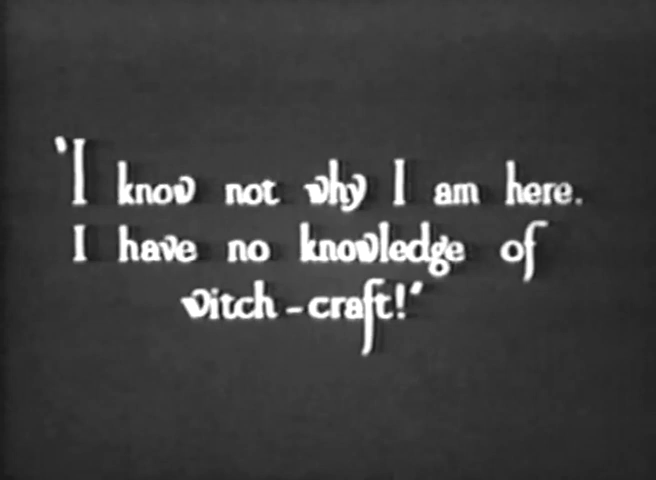 'I know not why I am here.
I have no knowledge of
witch-craft!'